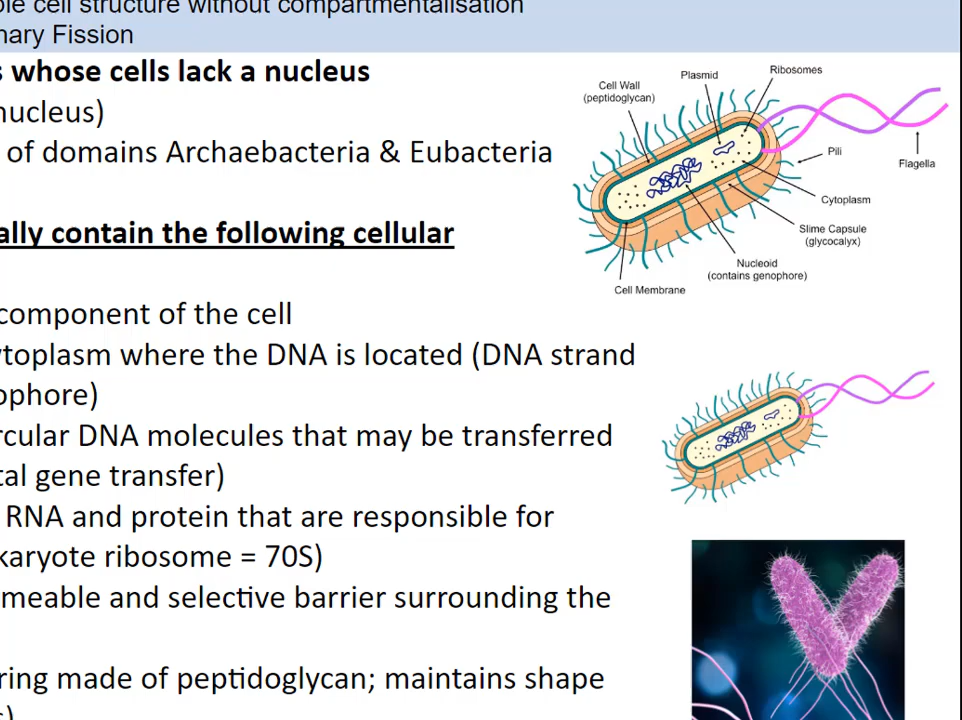 ple cell structure without compartmentalisation
nary Fission
s whose cells lack a nucleus
nucleus)
of domains Archaebacteria & Eubacteria
ally contain the following cellular
component of the cell
toplasm where the DNA is located (DNA strand
ophore)
rcular DNA molecules that may be transferred
tal gene transfer)
RNA and protein that are responsible for
karyote ribosome = 70S)
meable and selective barrier surrounding the
ring made of peptidoglycan; maintains shape
Ribosomes
Plasmid
Cell Wall
(peptidoglycan)
Pili
Flagella
Cytoplasm
Slime Capsule
(glycocalyx)
Nucleoid
(contains genophore)
Cell Membrane